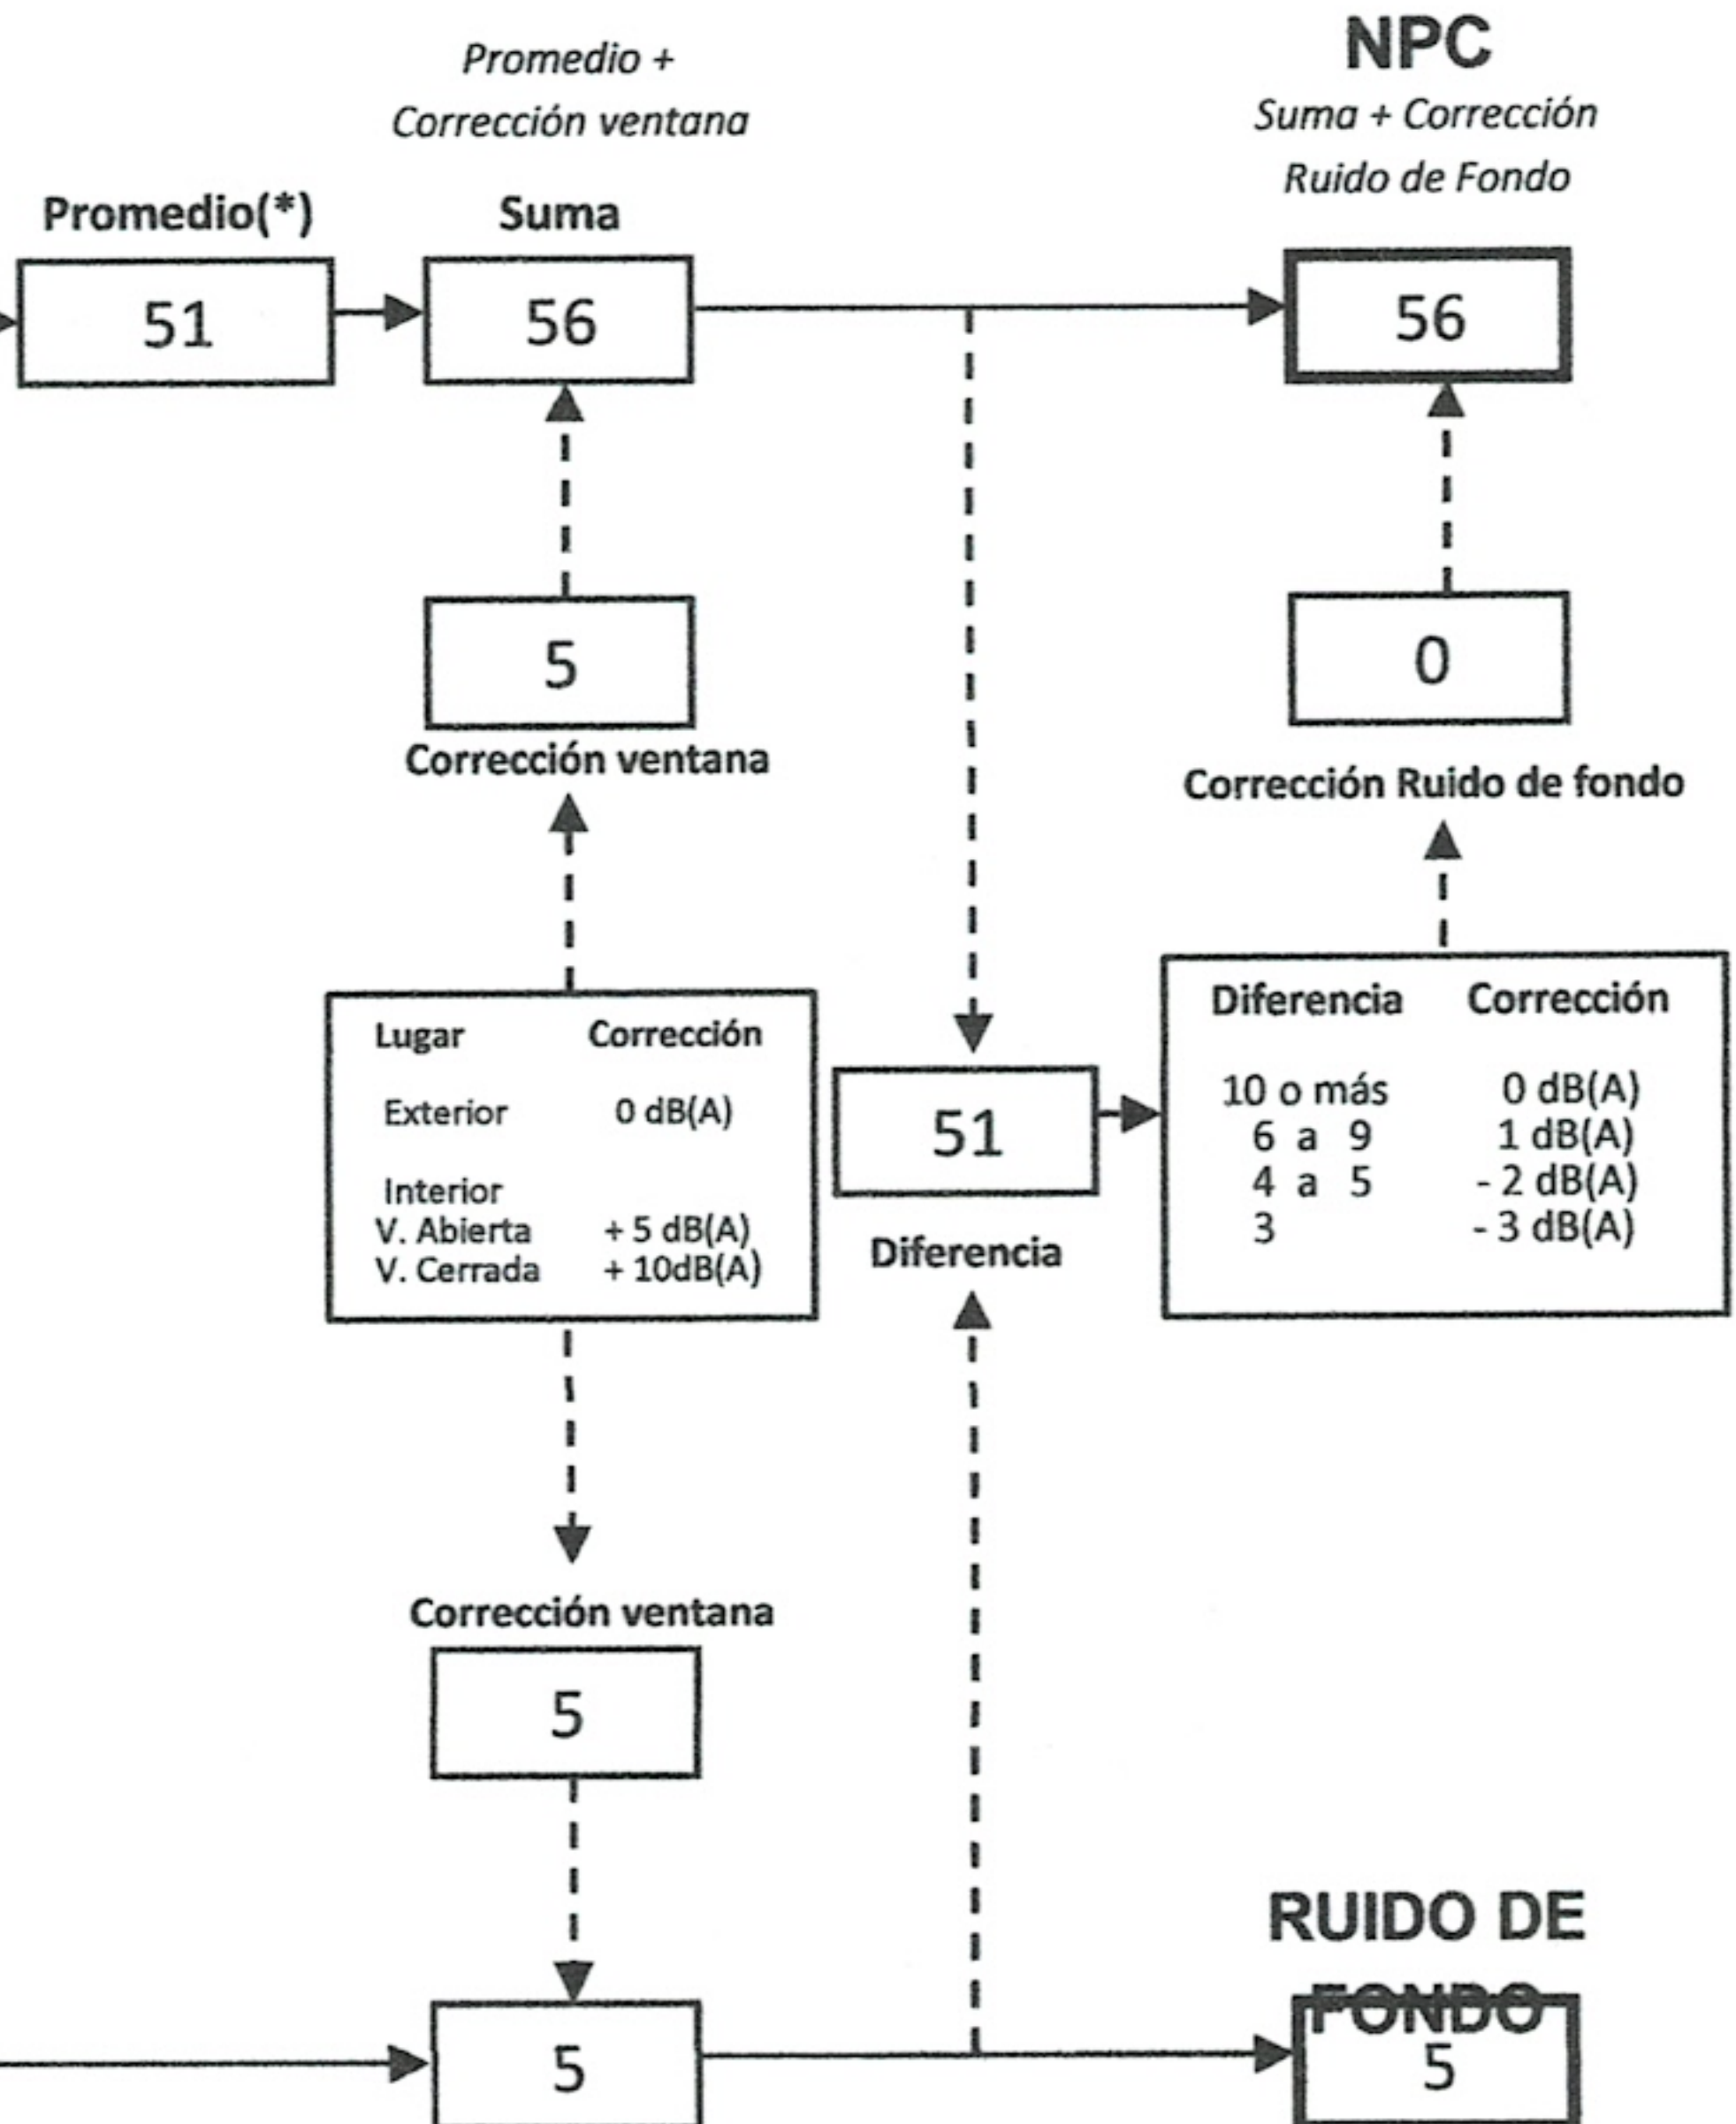 Promedio +
Corrección ventana
NPC
Suma + Corrección
Ruido de Fondo
Promedio(*)
Suma
51
56
56
5
0
Corrección ventana
Corrección Ruido de fondo
Lugar Corrección
Exterior 0 dB(A)
Interior
V. Abierta + 5 dB(A)
V. Cerrada + 10dB(A)
51
Diferencia
Diferencia Corrección
10 o más 0 dB(A)
6 a 9 1 dB(A)
4 a 5 - 2 dB(A)
3 - 3 dB(A)
Corrección ventana
5
RUIDO DE
FONDO
5
5